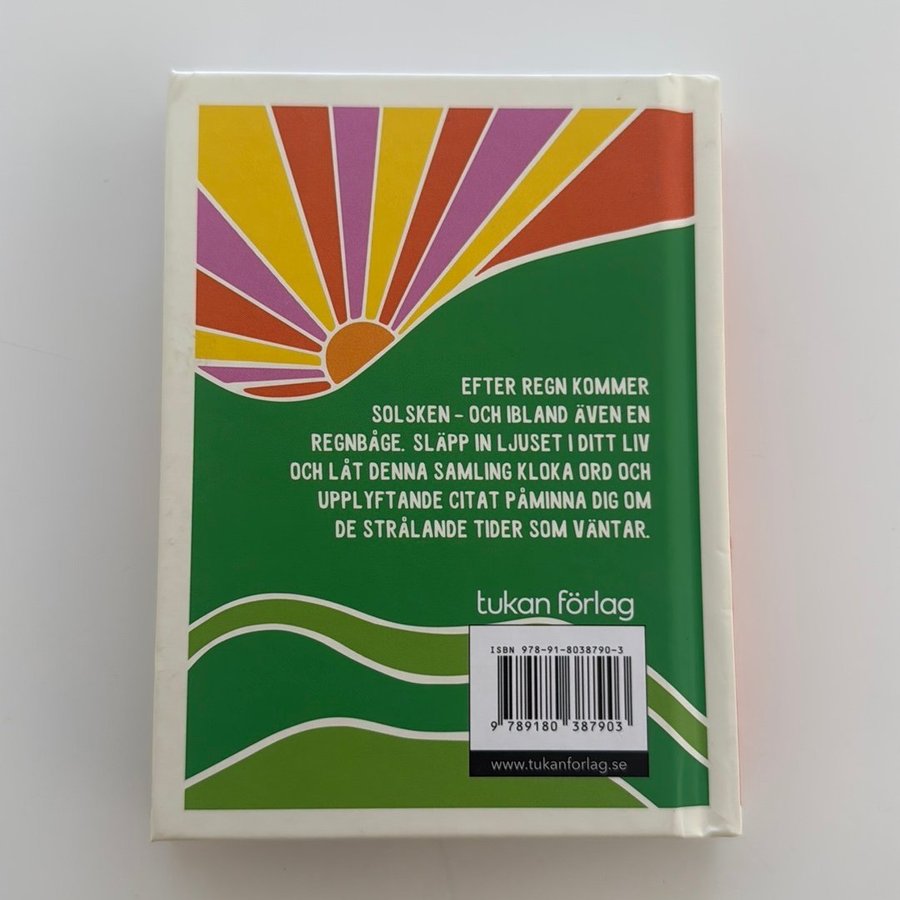 EFTER REGN KOMMER
SOLSKEN – OCH IBLAND ÄVEN EN
REGNBÅGE. SLÄPP IN LJUSET I DITT LIV
OCH LÅT DENNA SAMLING KLOKA ORD OCH
UPPLYFTANDE CITAT PÅMINNA DIG OM
DE STRÅLANDE TIDER SOM VÄNTAR.
tukan förlag
ISBN 978-91-8038790-3
9 789180 387903
www.tukanforlag.se